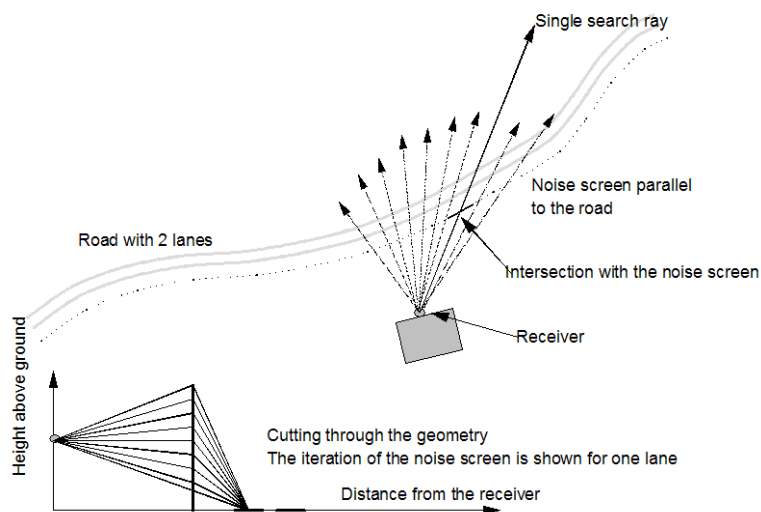 Single search ray
Noise screen parallel
to the road
Road with 2 lanes
Intersection with the noise screen
Receiver
Height above ground
Cutting through the geometry
The iteration of the noise screen is shown for one lane
Distance from the receiver